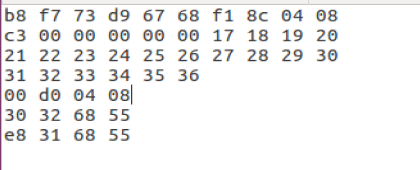 b8 f7 73 d9 67 68 f1 8c 04 08
c3 00 00 00 00 00 17 18 19 20
21 22 23 24 25 26 27 28 29 30
31 32 33 34 35 36
00 d0 04 08
30 32 68 55
e8 31 68 55